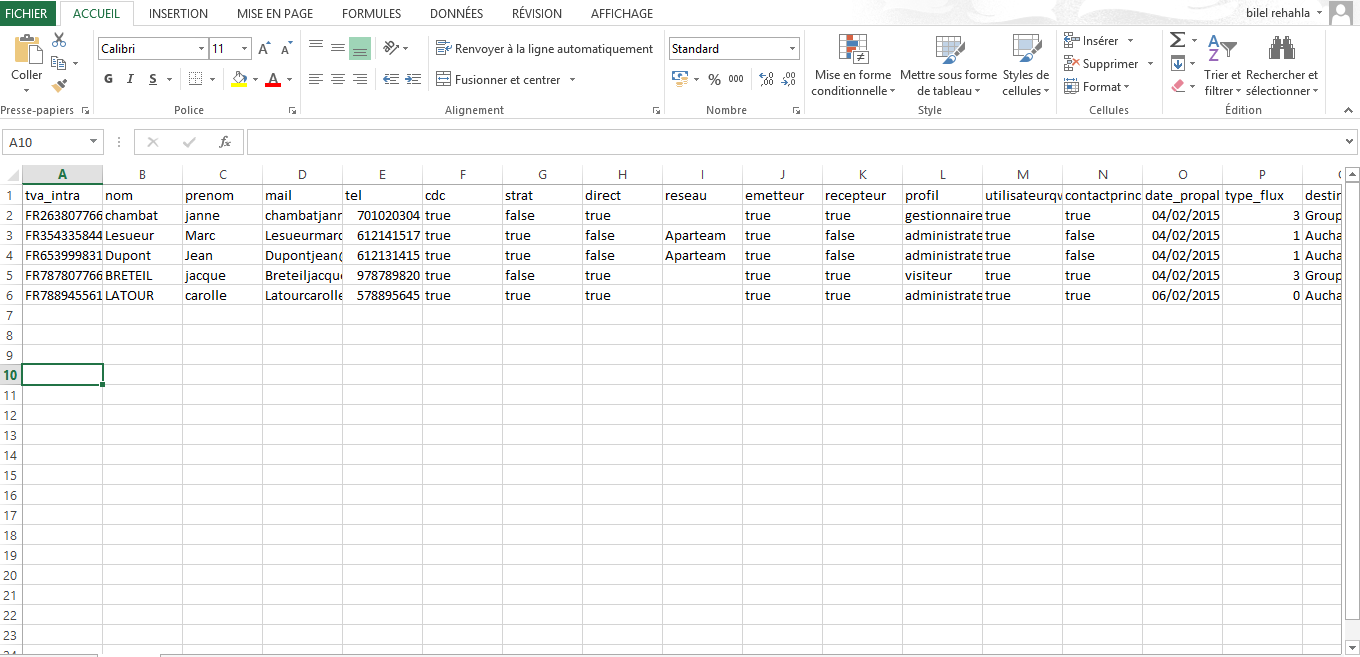 FICHIER ACCUEIL INSERTION MISE EN PAGE FORMULES DONNÉES RÉVISION AFFICHAGE bilel rehahla
Coller
Presse-papiers
Calibri 11
G I S
Police
Renvoyer à la ligne automatiquement
Fusionner et centrer
Alignement
Standard
% 000 ,00
Nombre
Mise en forme conditionnelle
Mettre sous forme de tableau
Styles de cellules
Style
Insérer
Supprimer
Format
Cellules
Trier et filtrer
Rechercher et sélectionner
Édition
A10 fx
A B C D E F G H I J K L M N O P
1 tva_intra nom prenom mail tel cdc strat direct reseau emetteur recepteur profil utilisateurqw contactprinc date_propal type_flux destin
2 FR263807766 chambat janne chambatjann 701020304 true false true true true gestionnaire true true 04/02/2015 3 Group
3 FR354335844 Lesueur Marc Lesueurmarc 612141517 true true false Aparteam true false administrate true false 04/02/2015 1 Aucha
4 FR653999831 Dupont Jean Dupontjean@ 612131415 true true false Aparteam true false administrate true false 04/02/2015 1 Aucha
5 FR787807766 BRETEIL jacque Breteiljacque 978789820 true false true true true visiteur true true 04/02/2015 3 Group
6 FR788945561 LATOUR carolle Latourcarolle 578895645 true true true true true administrate true true 06/02/2015 0 Aucha
7
8
9
10
11
12
13
14
15
16
17
18
19
20
21
22
23